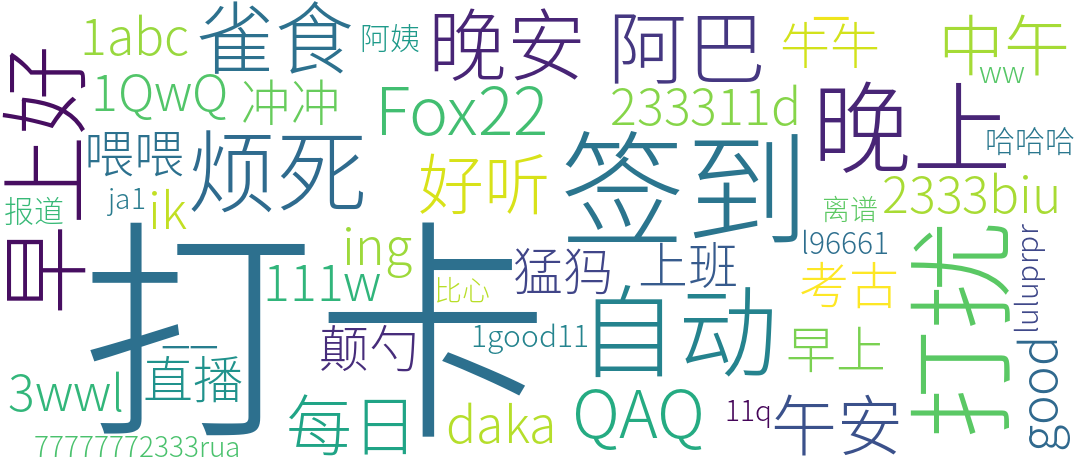 1abc
雀食
阿姨
晚安
阿巴
牛牛
中午
ww
早上好
1QwQ
冲冲
Fox22
233311d
晚上
哈哈哈
喂喂
烦死
好听
签到
2333biu
ja1
ik
报道
离谱
l96661
打卡
ing
111w
比心
猛犸
上班
自动
考古
打扰
luluprpr
一一
直播
颠勺
1good11
早上
3wwl
每日
daka
QAQ
11q
午安
good
77777772333rua